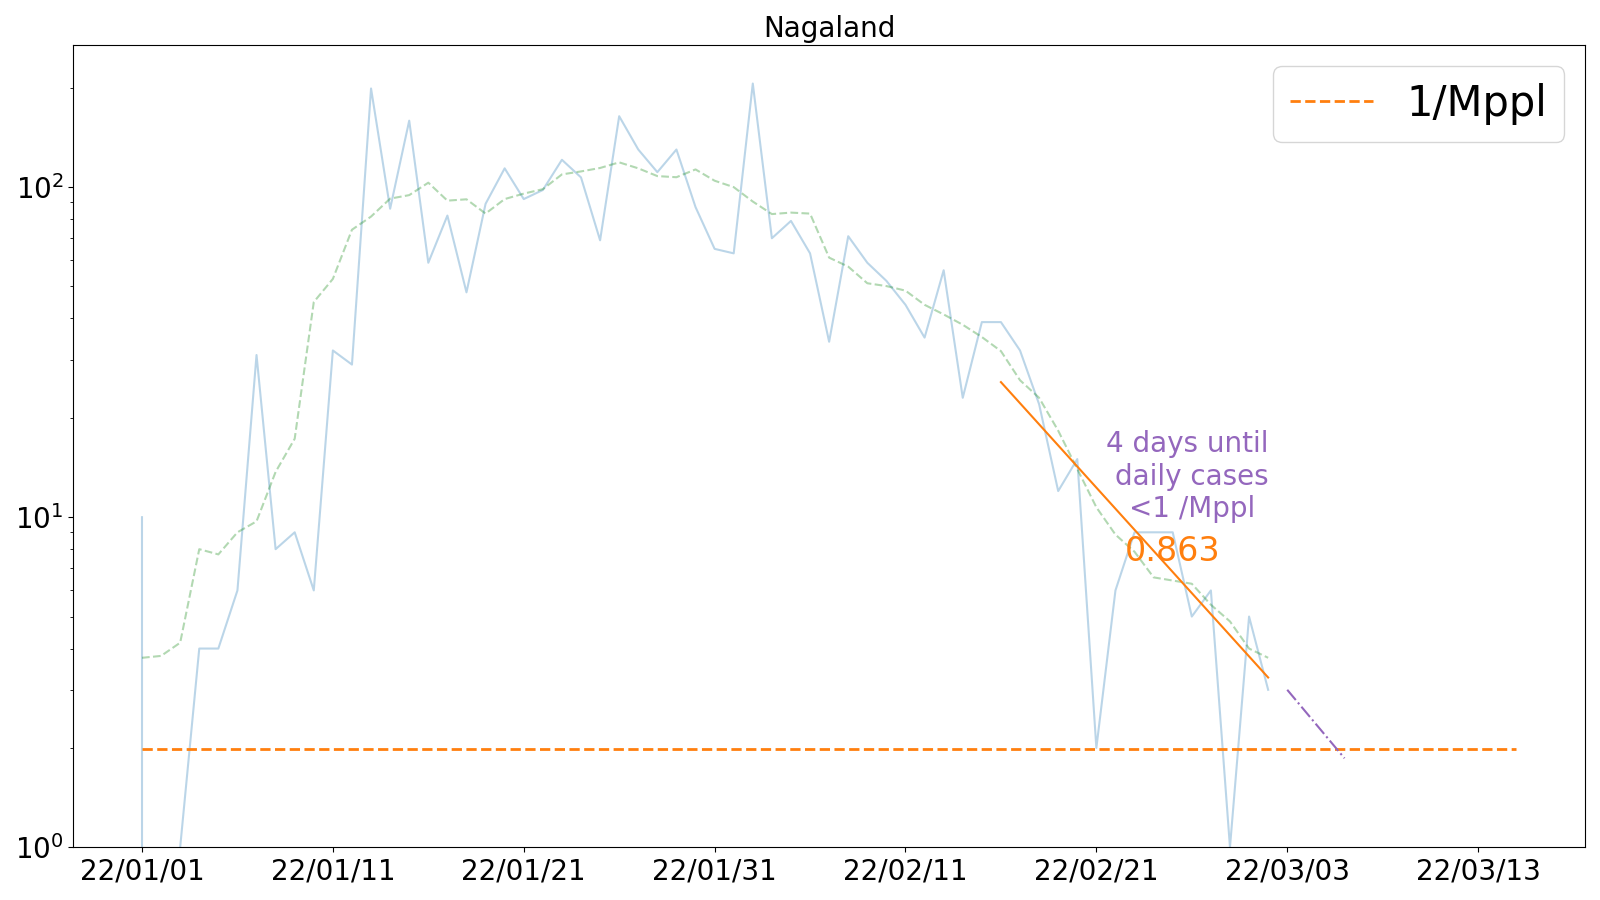 Nagaland
1/Mppl
10²
10¹
10⁰
4 days until
daily cases
<1 /Mppl
0.863
22/01/01 22/01/11 22/01/21 22/01/31 22/02/11 22/02/21 22/03/03 22/03/13